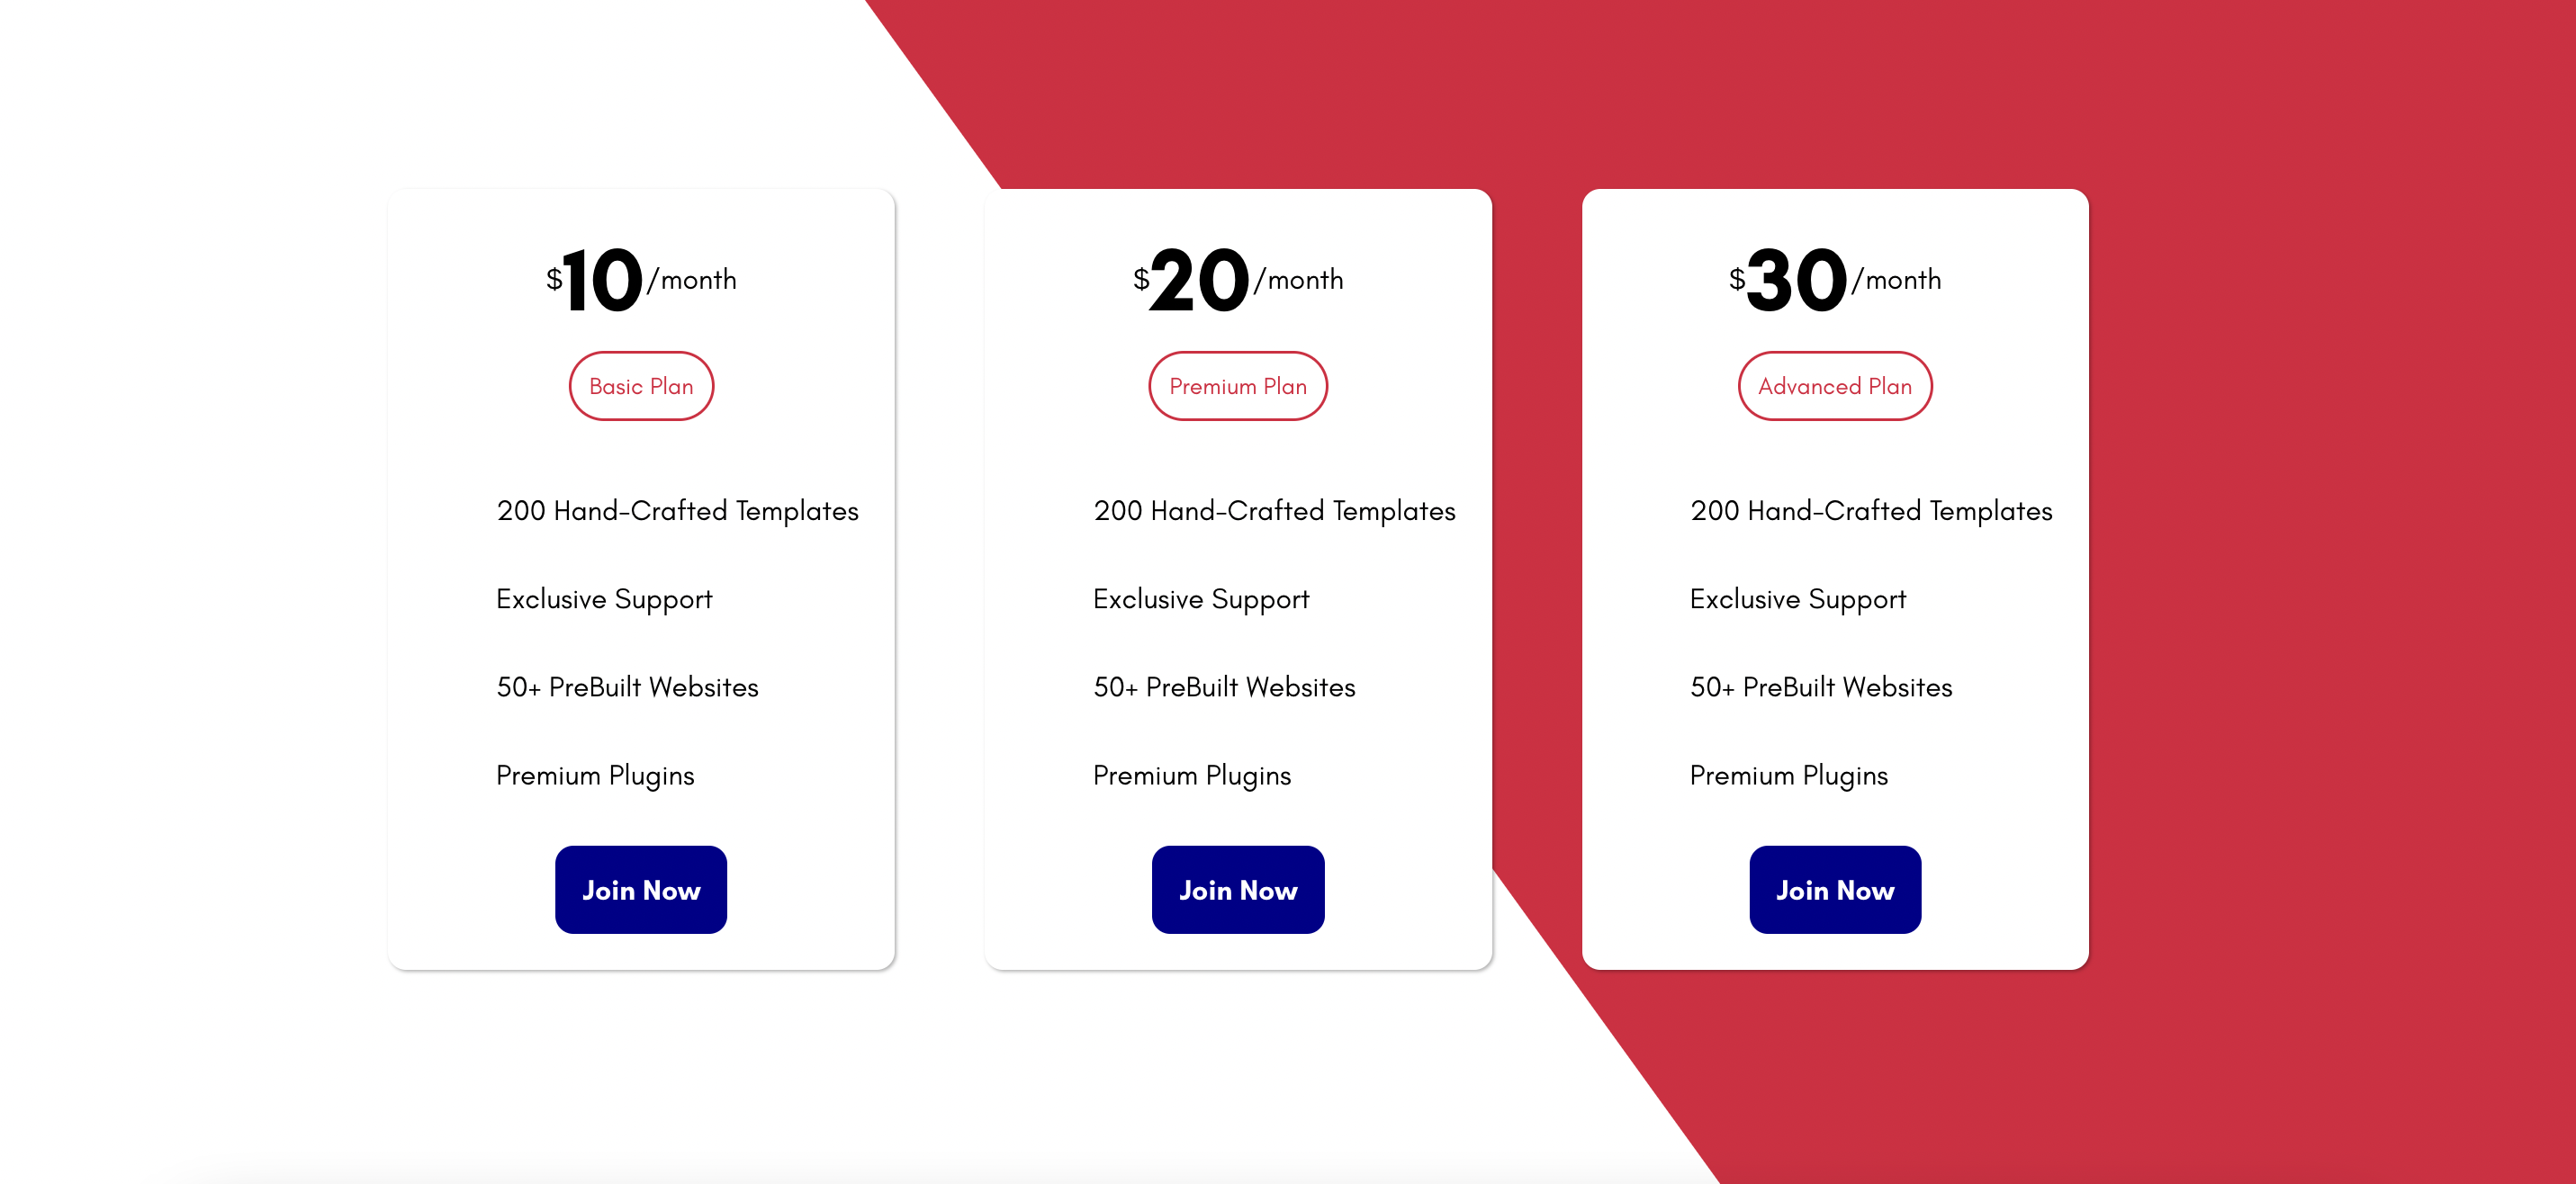 $10/month
Basic Plan
200 Hand-Crafted Templates
Exclusive Support
50+ PreBuilt Websites
Premium Plugins
Join Now
$20/month
Premium Plan
200 Hand-Crafted Templates
Exclusive Support
50+ PreBuilt Websites
Premium Plugins
Join Now
$30/month
Advanced Plan
200 Hand-Crafted Templates
Exclusive Support
50+ PreBuilt Websites
Premium Plugins
Join Now